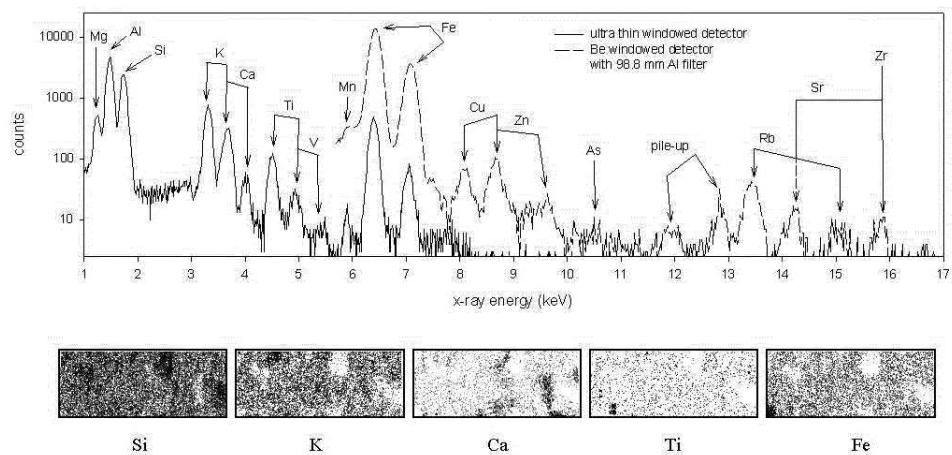 Mg
Al
Si
K
Ca
Ti
V
Mn
Fe
Cu
Zn
As
pile-up
Rb
Sr
Zr
ultra thin windowed detector
Be windowed detector
with 98.8 mm Al filter
counts
10000
1000
100
10
1 2 3 4 5 6 7 8 9 10 11 12 13 14 15 16 17
x-ray energy (keV)
Si K Ca Ti Fe